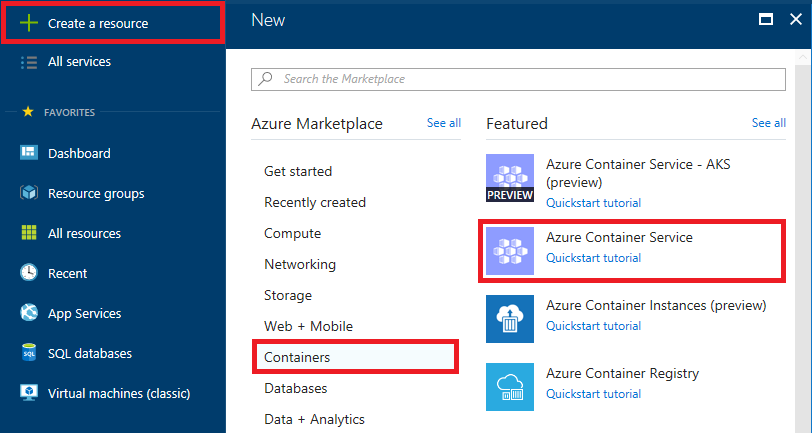 Create a resource
All services
FAVORITES
Dashboard
Resource groups
All resources
Recent
App Services
SQL
SQL databases
Virtual machines (classic)
New
Search the Marketplace
Azure Marketplace
See all
Get started
Recently created
Compute
Networking
Storage
Web + Mobile
Containers
Databases
Data + Analytics
Featured
See all
PREVIEW
Azure Container Service - AKS
(preview)
Quickstart tutorial
Azure Container Service
Quickstart tutorial
Azure Container Instances (preview)
Quickstart tutorial
Azure Container Registry
Quickstart tutorial